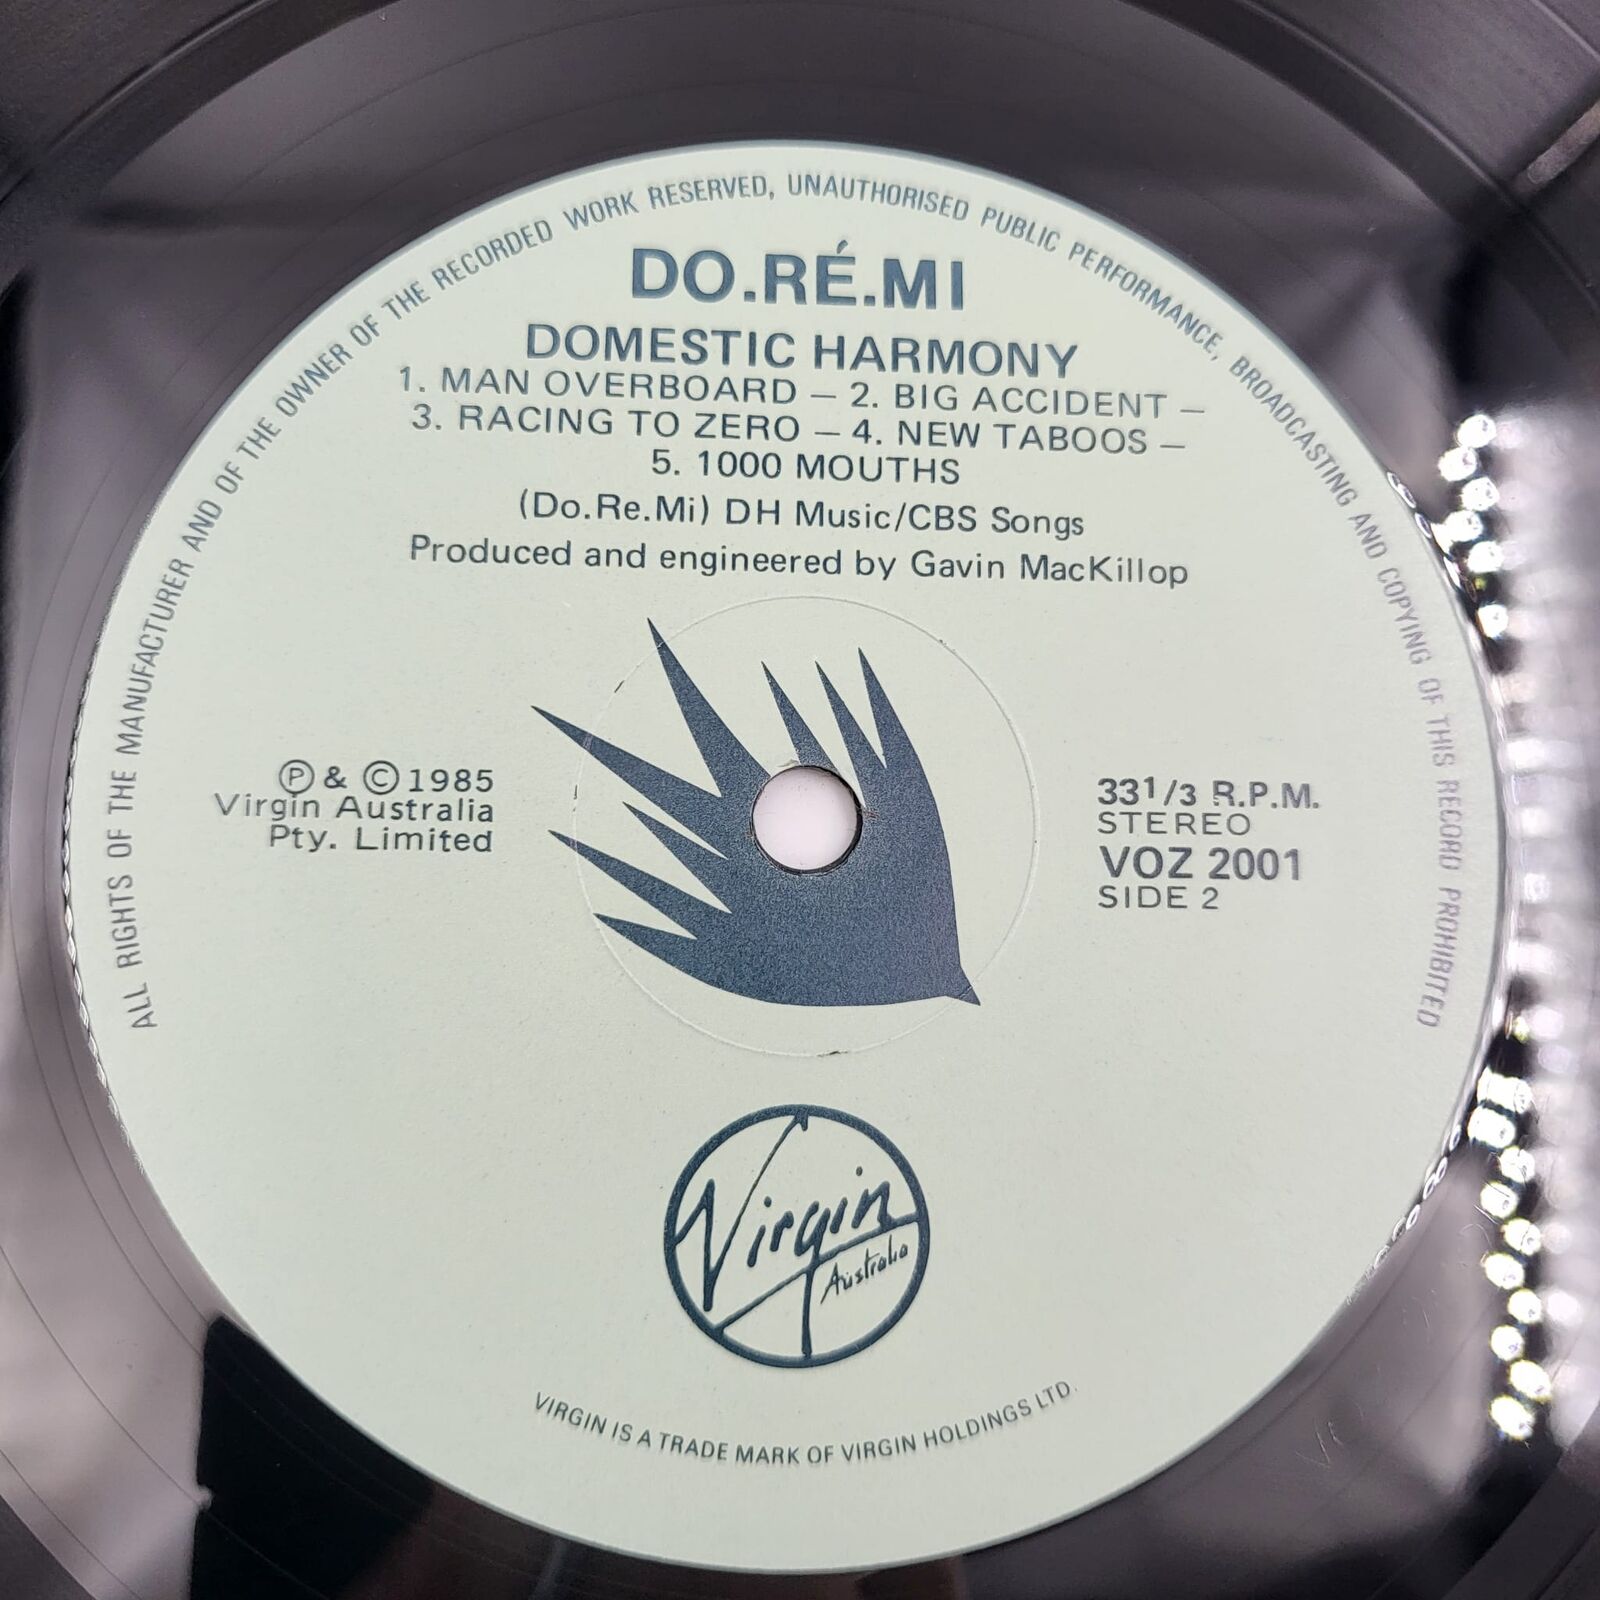 ALL RIGHTS OF THE MANUFACTURER AND OF THE OWNER OF THE RECORDED WORK RESERVED, UNAUTHORISED PUBLIC PERFORMANCE, BROADCASTING AND COPYING OF THIS RECORD PROHIBITED
DO.RÉ.MI
DOMESTIC HARMONY
1. MAN OVERBOARD – 2. BIG ACCIDENT –
3. RACING TO ZERO – 4. NEW TABOOS –
5. 1000 MOUTHS
(Do.Re.Mi) DH Music/CBS Songs
Produced and engineered by Gavin MacKillop
Ⓟ & © 1985
Virgin Australia
Pty. Limited
33 1/3 R.P.M.
STEREO
VOZ 2001
SIDE 2
Virgin
Australia
VIRGIN IS A TRADE MARK OF VIRGIN HOLDINGS LTD.